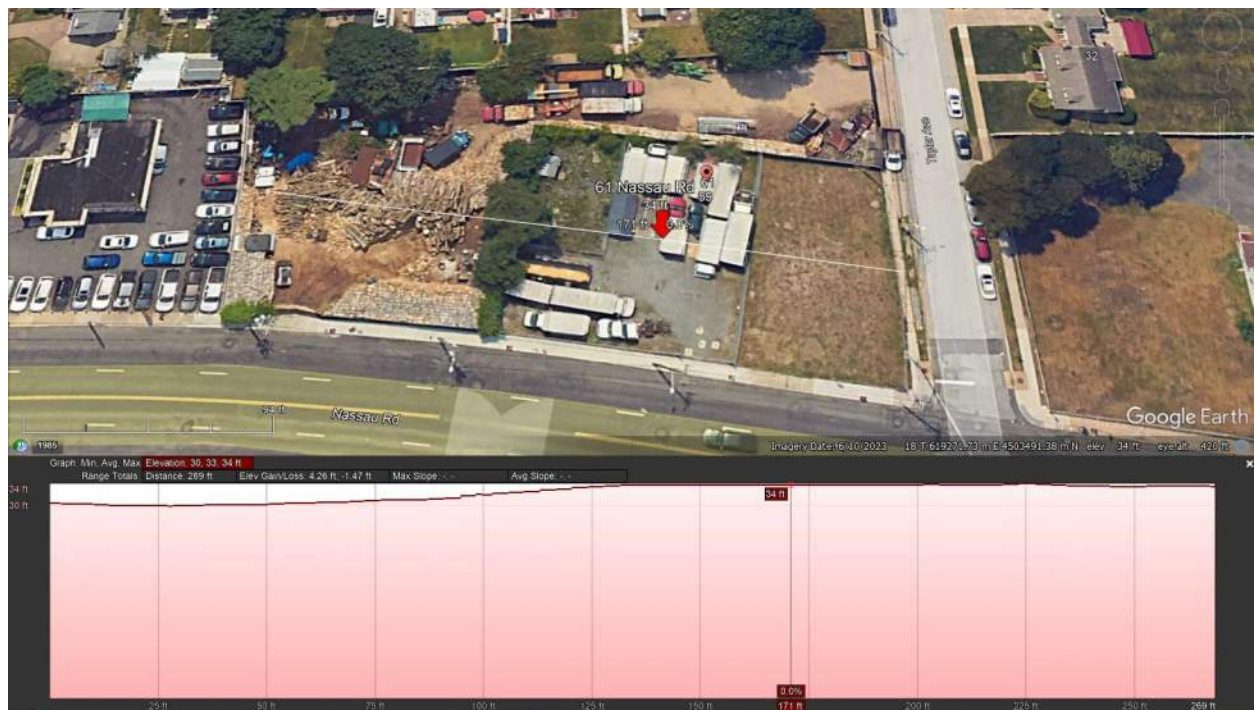 32
Taylor Ave
61 Nassau Rd
34 ft
171 ft
94 ft
Nassau Rd
Google Earth
1985
Imagery Date: 6/10/2023 18 T 619271.73 m E 4503491.38 m N elev 34 ft eye alt 420 ft
Graph: Min, Avg, Max Elevation: 30, 33, 34 ft
Range Totals: Distance: 269 ft Elev Gain/Loss: 4.26 ft, -1.47 ft Max Slope: -, - Avg Slope: -, -
34 ft
30 ft
34 ft
0.0%
25 ft 50 ft 75 ft 100 ft 125 ft 171 ft 200 ft 225 ft 250 ft 269 ft